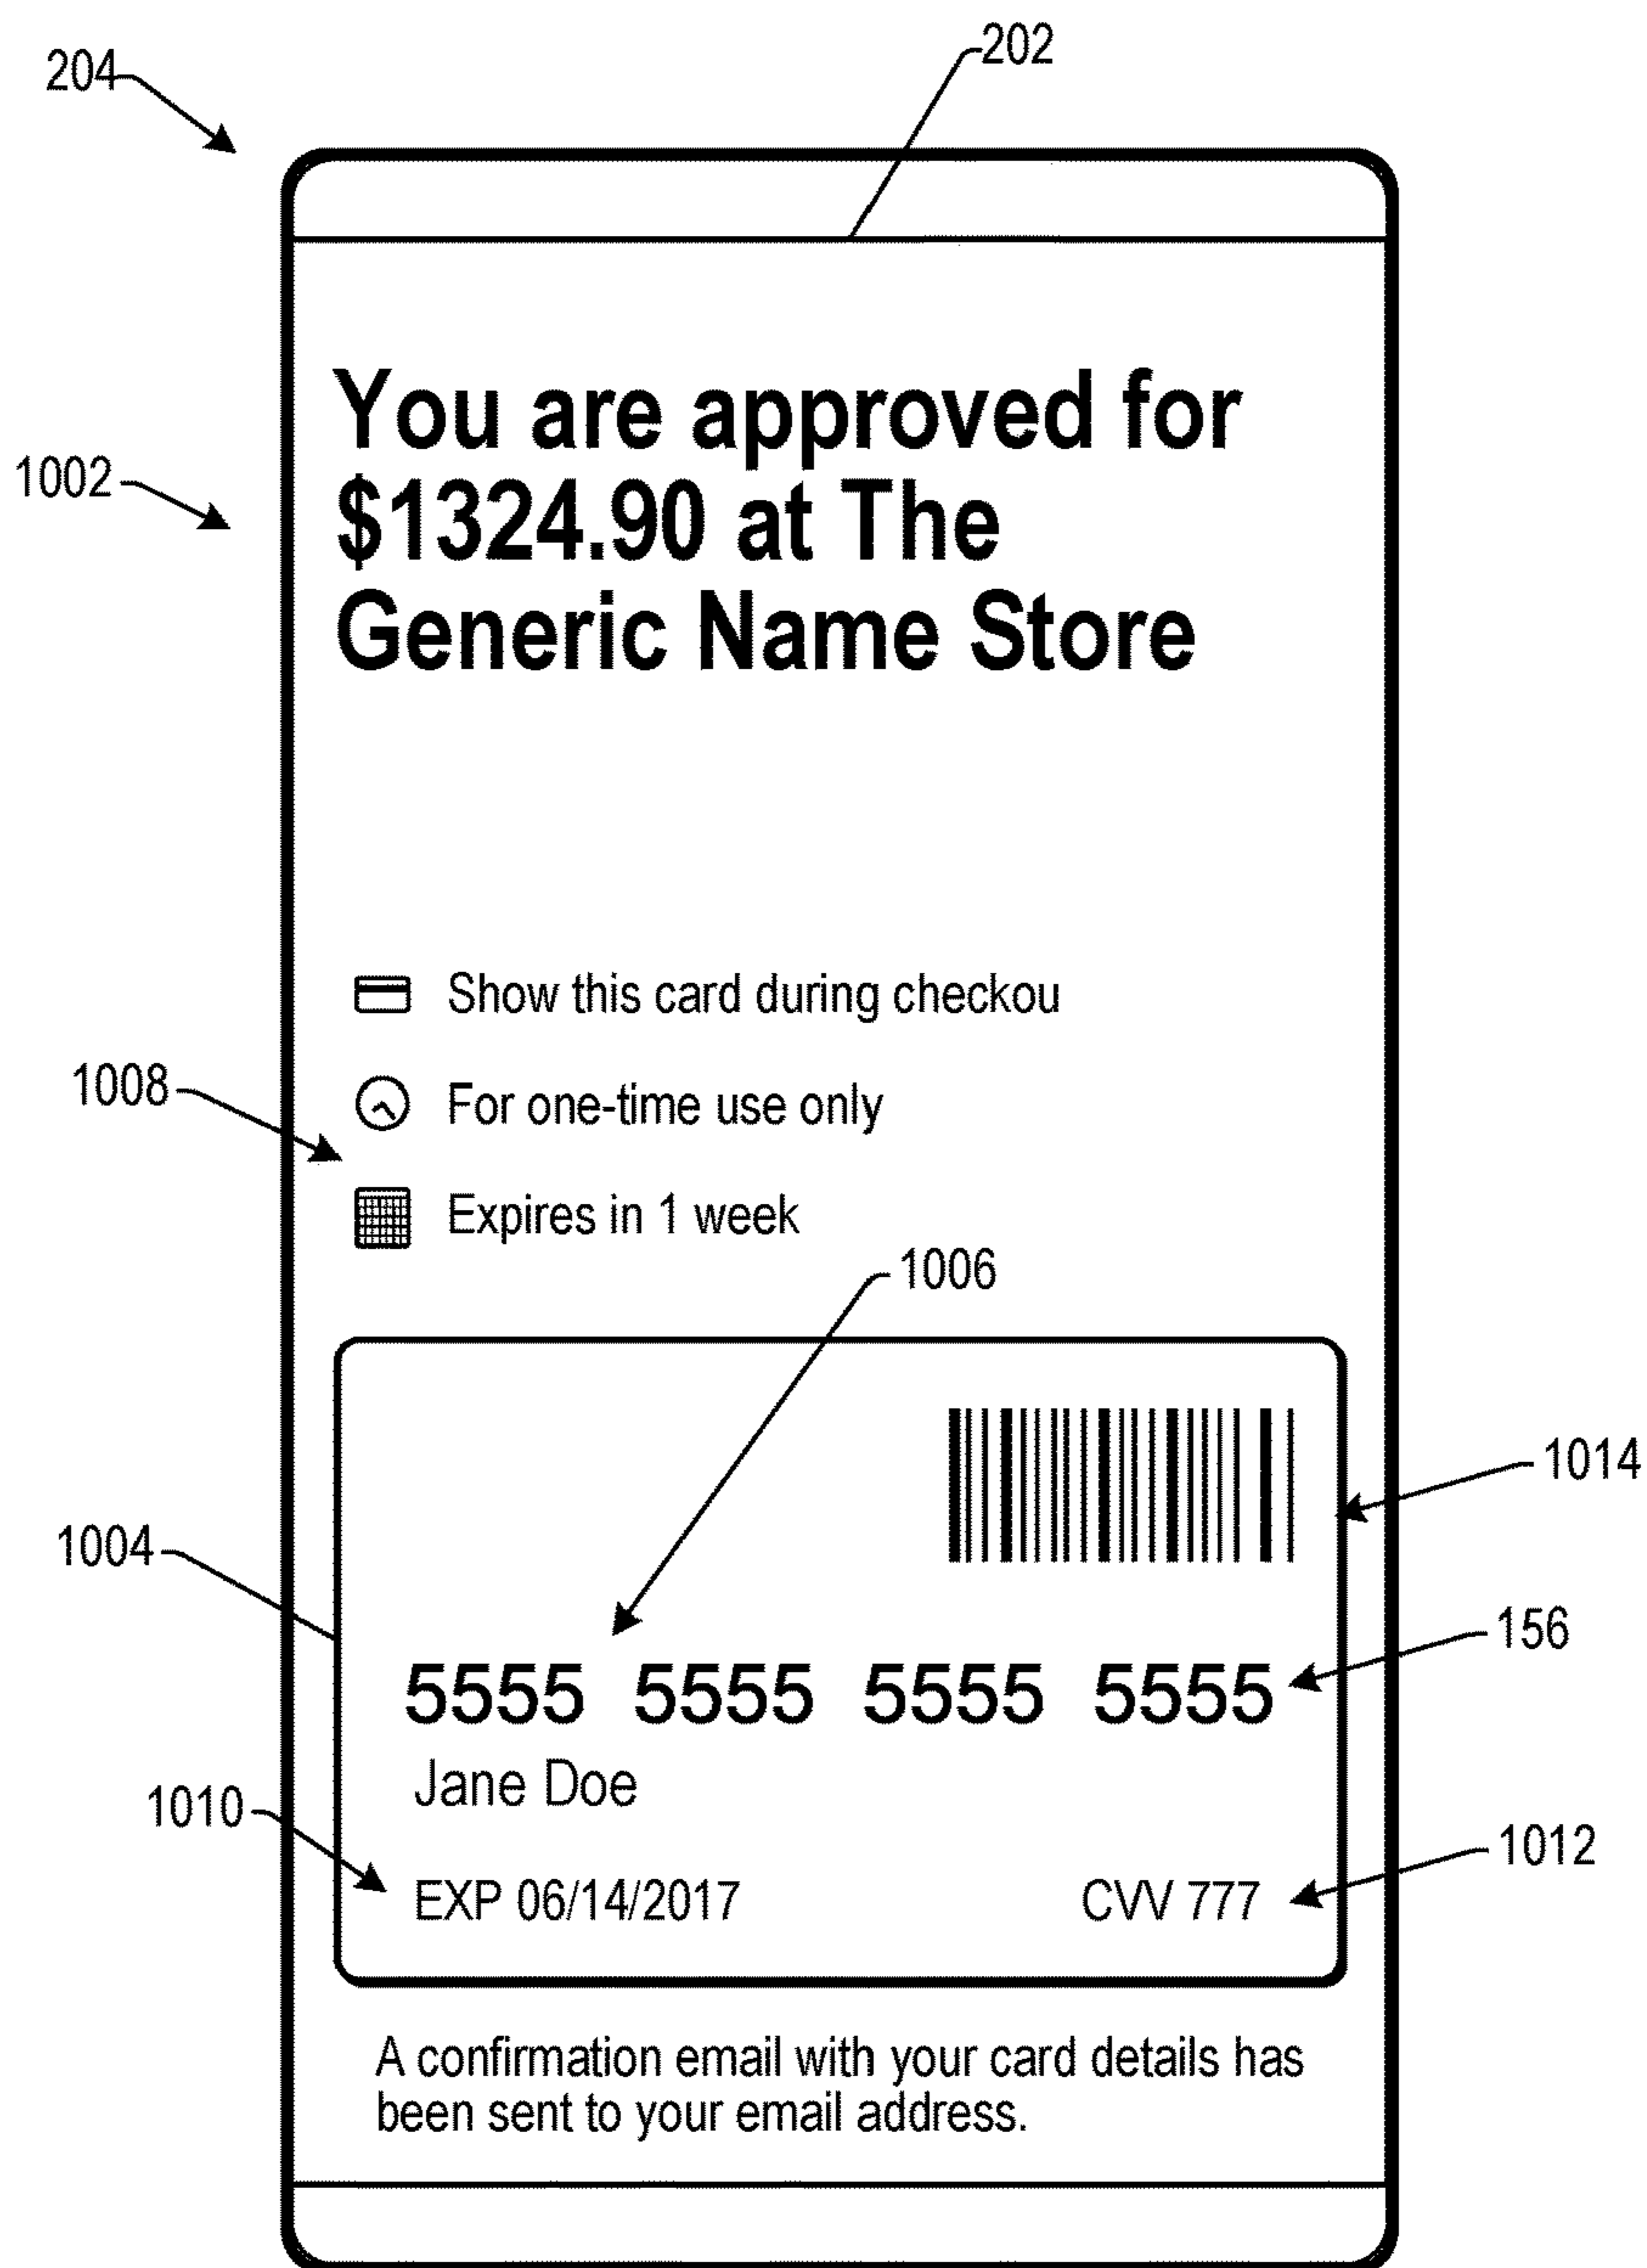 202
204
You are approved for
1002
$1324.90 at The
Generic Name Store
Show this card during checkou
1008
For one-time use only
Expires in 1 week
1006
1014
1004
156
5555 5555 5555 5555
Jane Doe
1010
1012
EXP 06/14/2017 CVV 777
A confirmation email with your card details has
been sent to your email address.